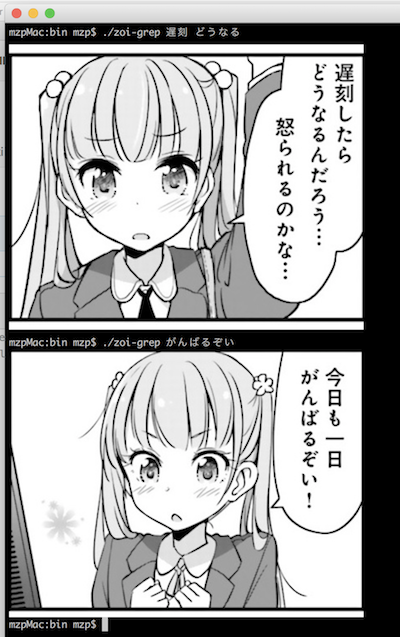 mzpMac:bin mzp$ ./zoi-grep 遅刻 どうなる
遅刻したら
どうなるんだろう…
怒られるのかな…
mzpMac:bin mzp$ ./zoi-grep がんばるぞい
今日も一日
がんばるぞい!
mzpMac:bin mzp$